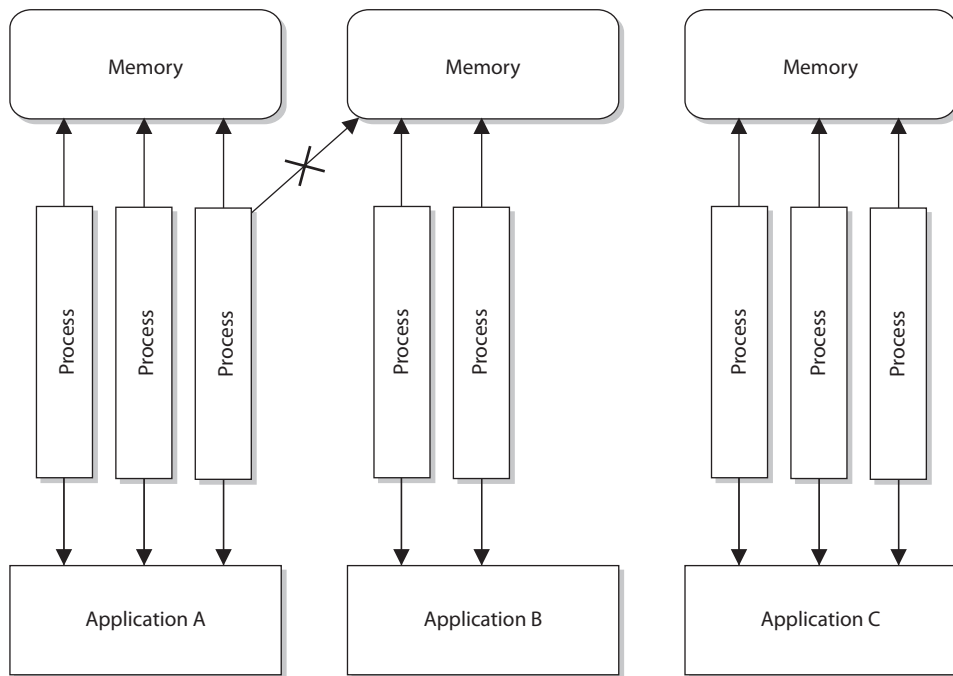 Memory
Memory
Memory
Process
Process
Process
Process
Process
Process
Process
Process
Application A
Application B
Application C